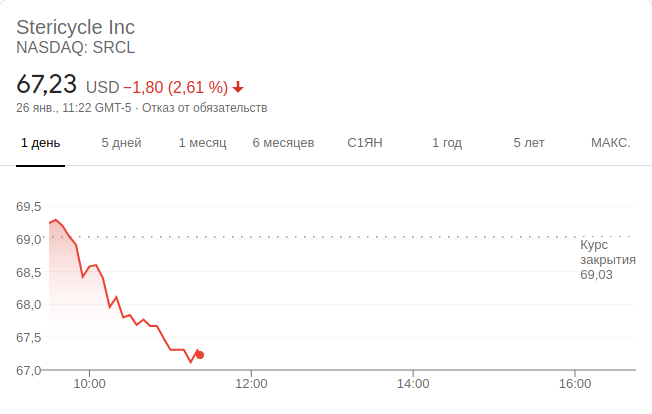 Stericycle Inc
NASDAQ: SRCL
67,23 USD −1,80 (2,61 %)
26 янв., 11:22 GMT-5 · Отказ от обязательств
1 день 5 дней 1 месяц 6 месяцев С1ЯН 1 год 5 лет МАКС.
69,5
69,0
Курс
закрытия
69,03
68,5
68,0
67,5
67,0
10:00 12:00 14:00 16:00